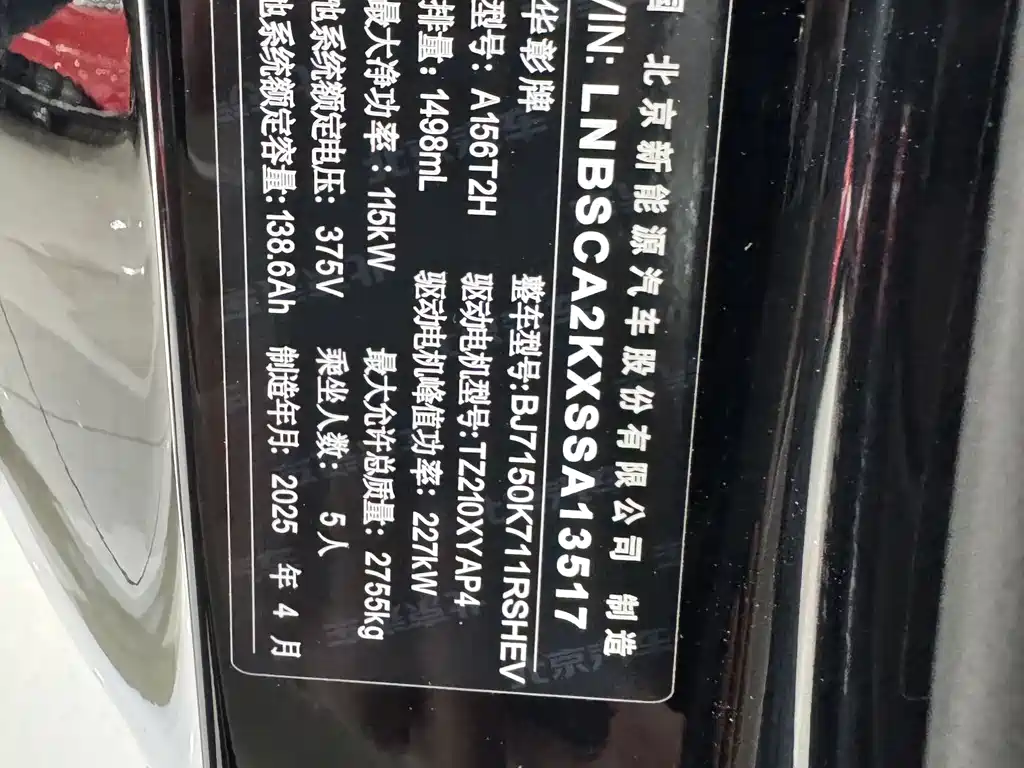 国 北京新能源汽车股份有限公司 制造
VIN: LNBSCA2KXSSA13517
华彰牌 整车型号:BJ7150K711RSHEV
型号: A156T2H 驱动电机型号:TZ210XYAP4
排量: 1498mL 驱动电机峰值功率: 227kW
最大净功率: 115kW 最大允许总质量: 2755kg
池系统额定电压: 375V 乘坐人数: 5 人
池系统额定容量:138.6Ah 制造年月: 2025 年 4 月